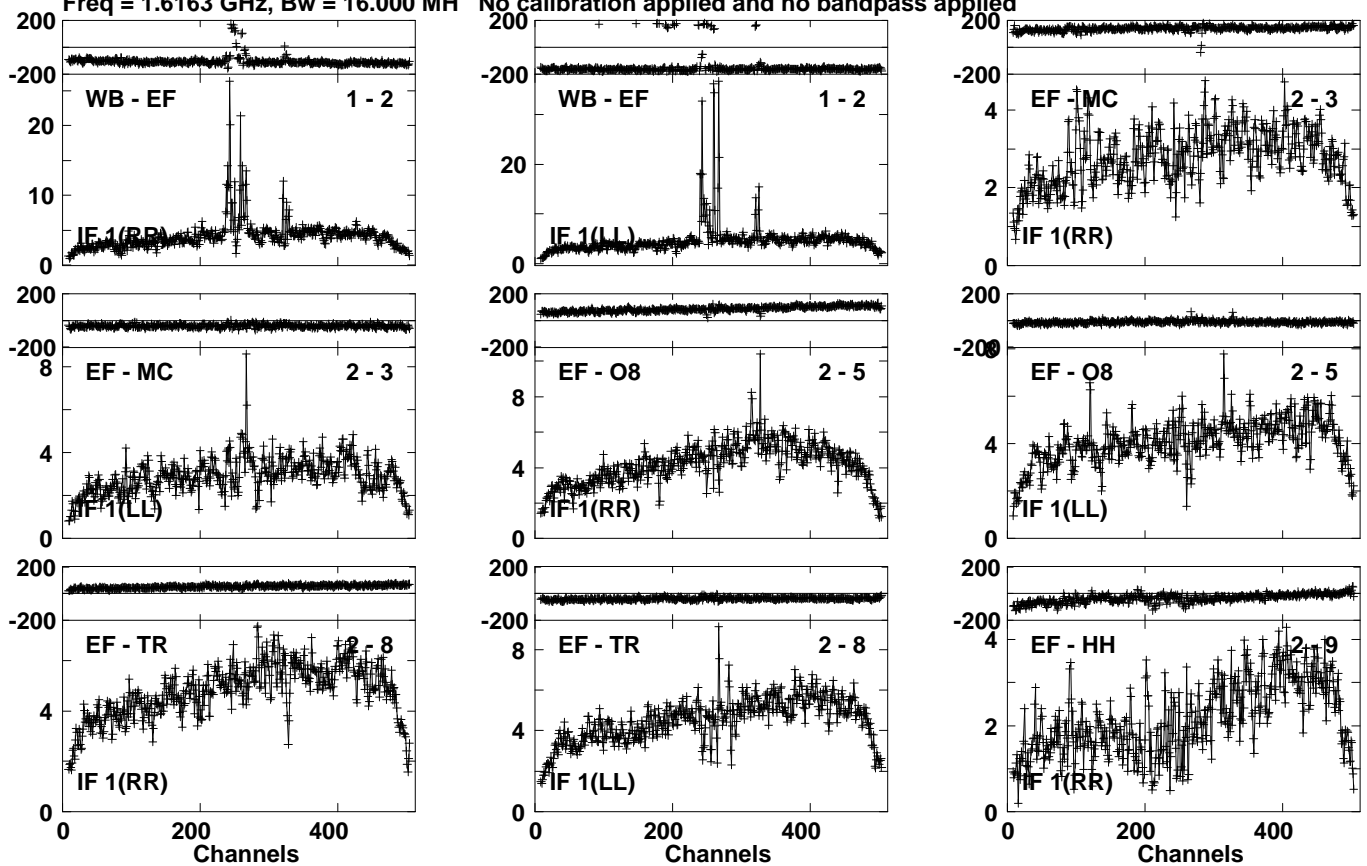 Freq = 1.6163 GHz, Bw = 16.000 MH No calibration applied and no bandpass applied
200
-200
WB - EF 1 - 2
20
10
0
IF 1(RR)
200
-200
WB - EF 1 - 2
20
0
IF 1(LL)
200
-200
EF - MC 2 - 3
4
2
0
IF 1(RR)
200
-200
EF - MC 2 - 3
8
4
0
IF 1(LL)
200
-200
EF - O8 2 - 5
8
4
0
IF 1(RR)
200
-200
8
EF - O8 2 - 5
4
0
IF 1(LL)
200
-200
EF - TR 2 - 8
4
0
IF 1(RR)
0 200 400
Channels
200
-200
EF - TR 2 - 8
8
4
0
IF 1(LL)
0 200 400
Channels
200
-200
EF - HH 2 - 9
4
2
0
IF 1(RR)
0 200 400
Channels